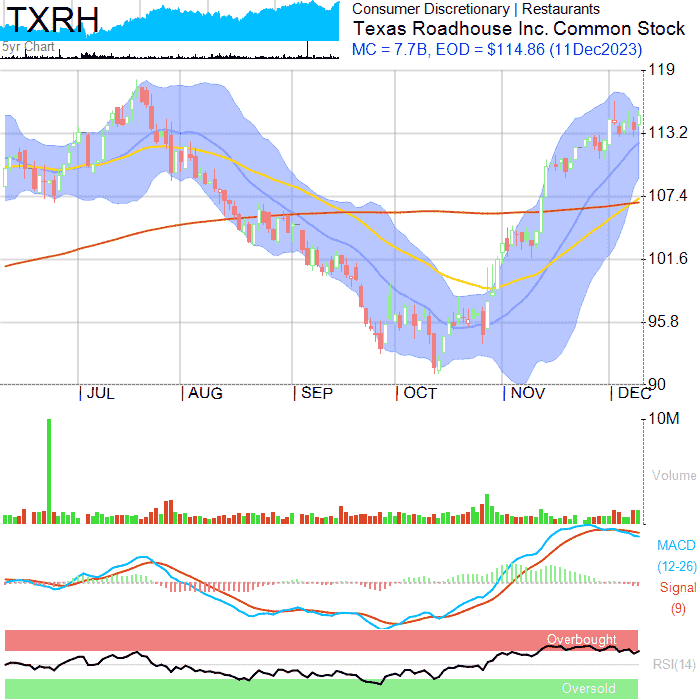 TXRH
Consumer Discretionary | Restaurants
Texas Roadhouse Inc. Common Stock
MC = 7.7B, EOD = $114.86 (11Dec2023)
5yr Chart
119
113.2
107.4
101.6
95.8
90
JUL AUG SEP OCT NOV DEC
10M
Volume
MACD
(12-26)
Signal
(9)
Overbought
RSI(14)
Oversold